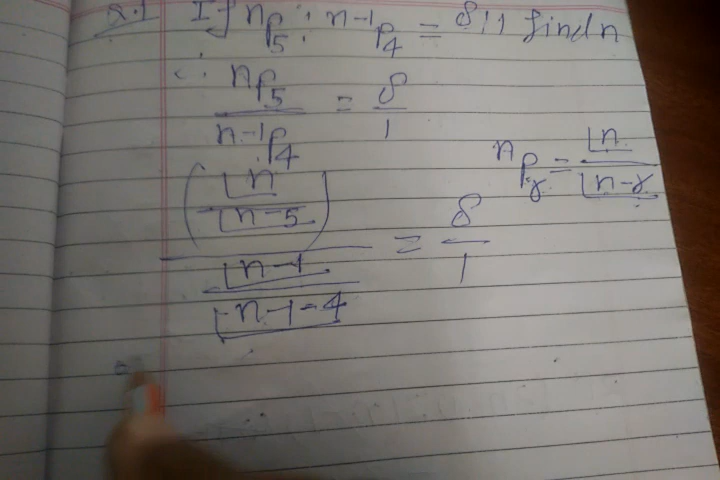 Q.1 If nP5 : n-1P4 = 8:1 find n
∴ nP5 / n-1P4 = 8/1
nPr = ⌊n / ⌊n-r
(⌊n / ⌊n-5) / (⌊n-1 / ⌊n-1-4) = 8/1